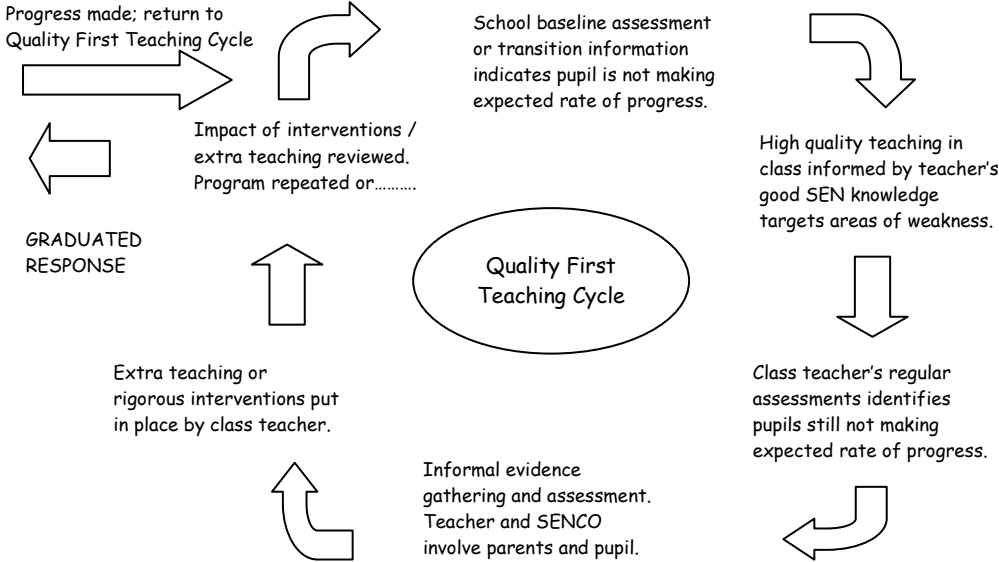 Progress made; return to
Quality First Teaching Cycle
School baseline assessment
or transition information
indicates pupil is not making
expected rate of progress.
High quality teaching in
class informed by teacher’s
good SEN knowledge
targets areas of weakness.
Class teacher’s regular
assessments identifies
pupils still not making
expected rate of progress.
Informal evidence
gathering and assessment.
Teacher and SENCO
involve parents and pupil.
Extra teaching or
rigorous interventions put
in place by class teacher.
Impact of interventions /
extra teaching reviewed.
Program repeated or……….
GRADUATED
RESPONSE
Quality First
Teaching Cycle